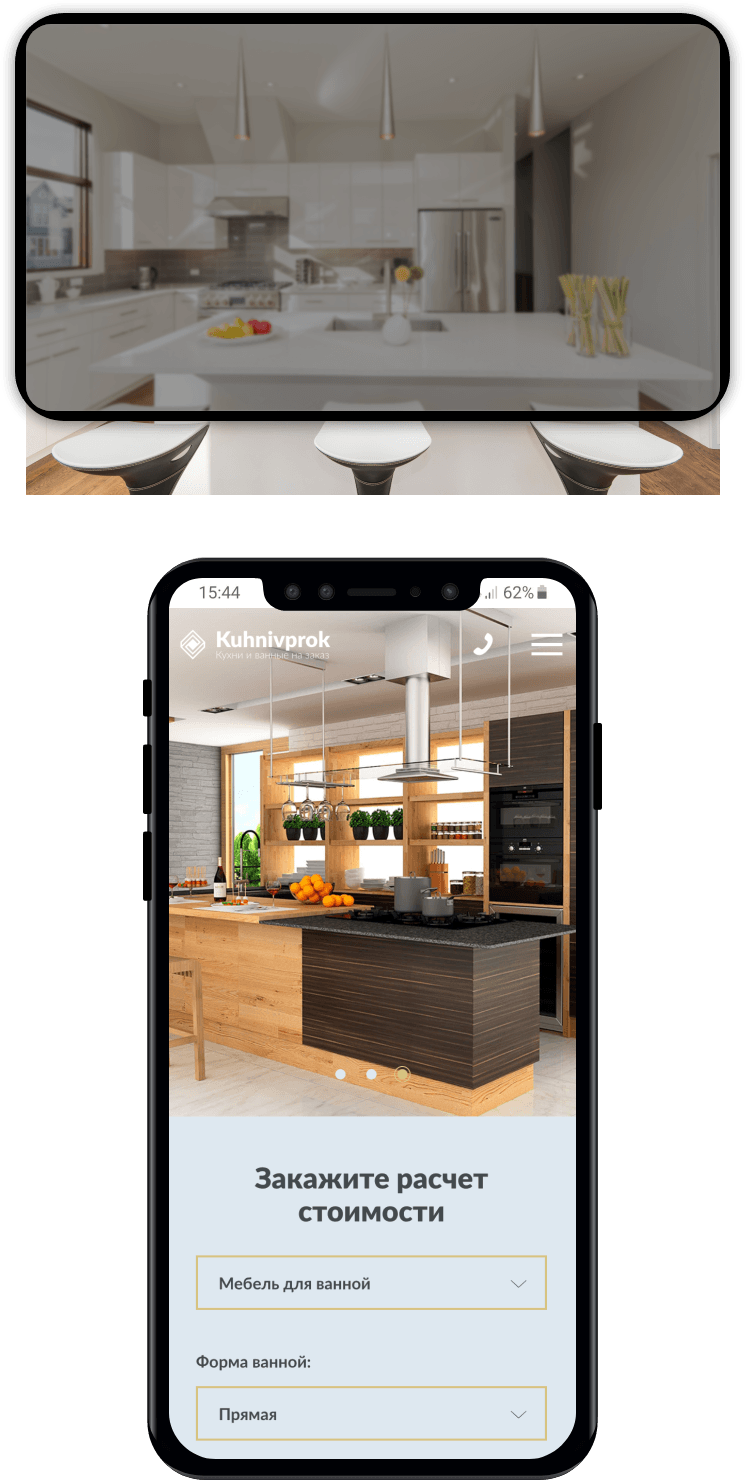 15:44
62%
Kuhnivprok
Кухни и ванные на заказ
Закажите расчет
стоимости
Мебель для ванной
Форма ванной:
Прямая